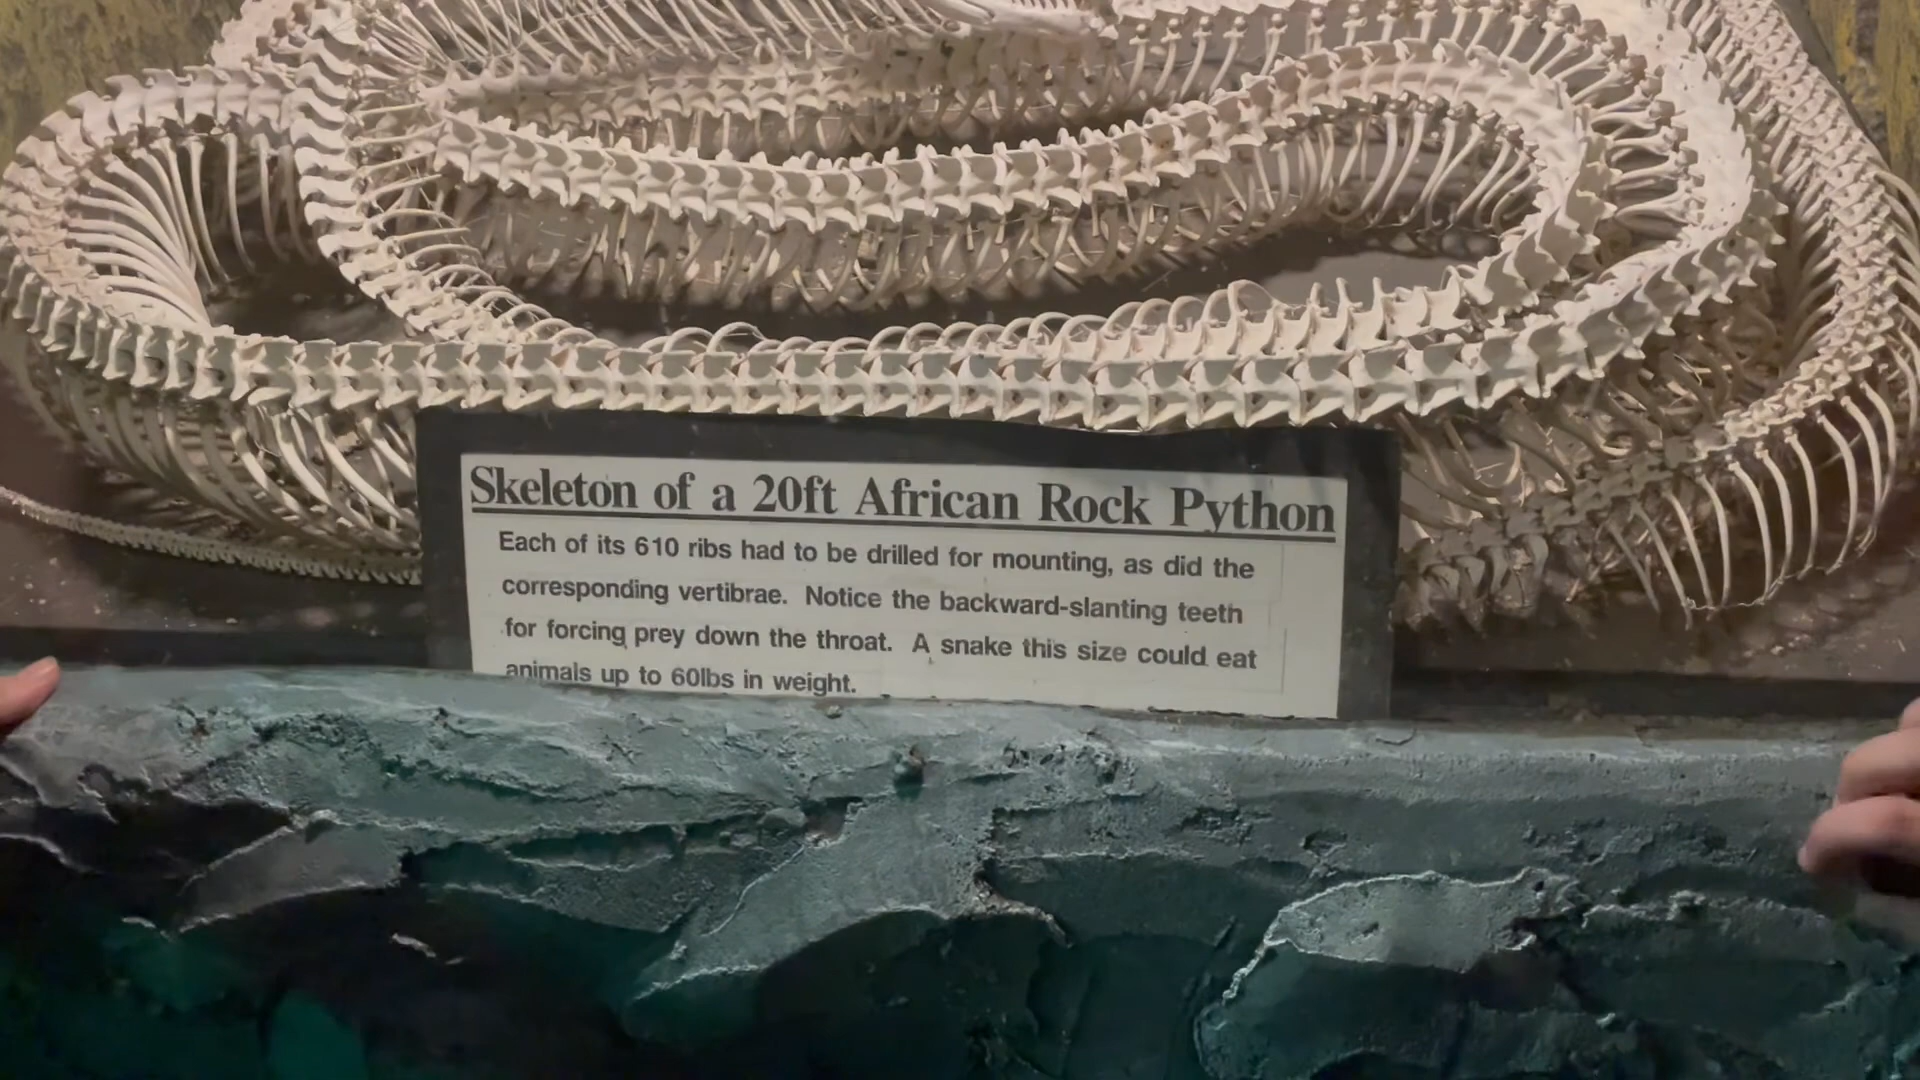 Skeleton of a 20ft African Rock Python
Each of its 610 ribs had to be drilled for mounting, as did the
corresponding vertibrae. Notice the backward-slanting teeth
for forcing prey down the throat. A snake this size could eat
animals up to 60lbs in weight.